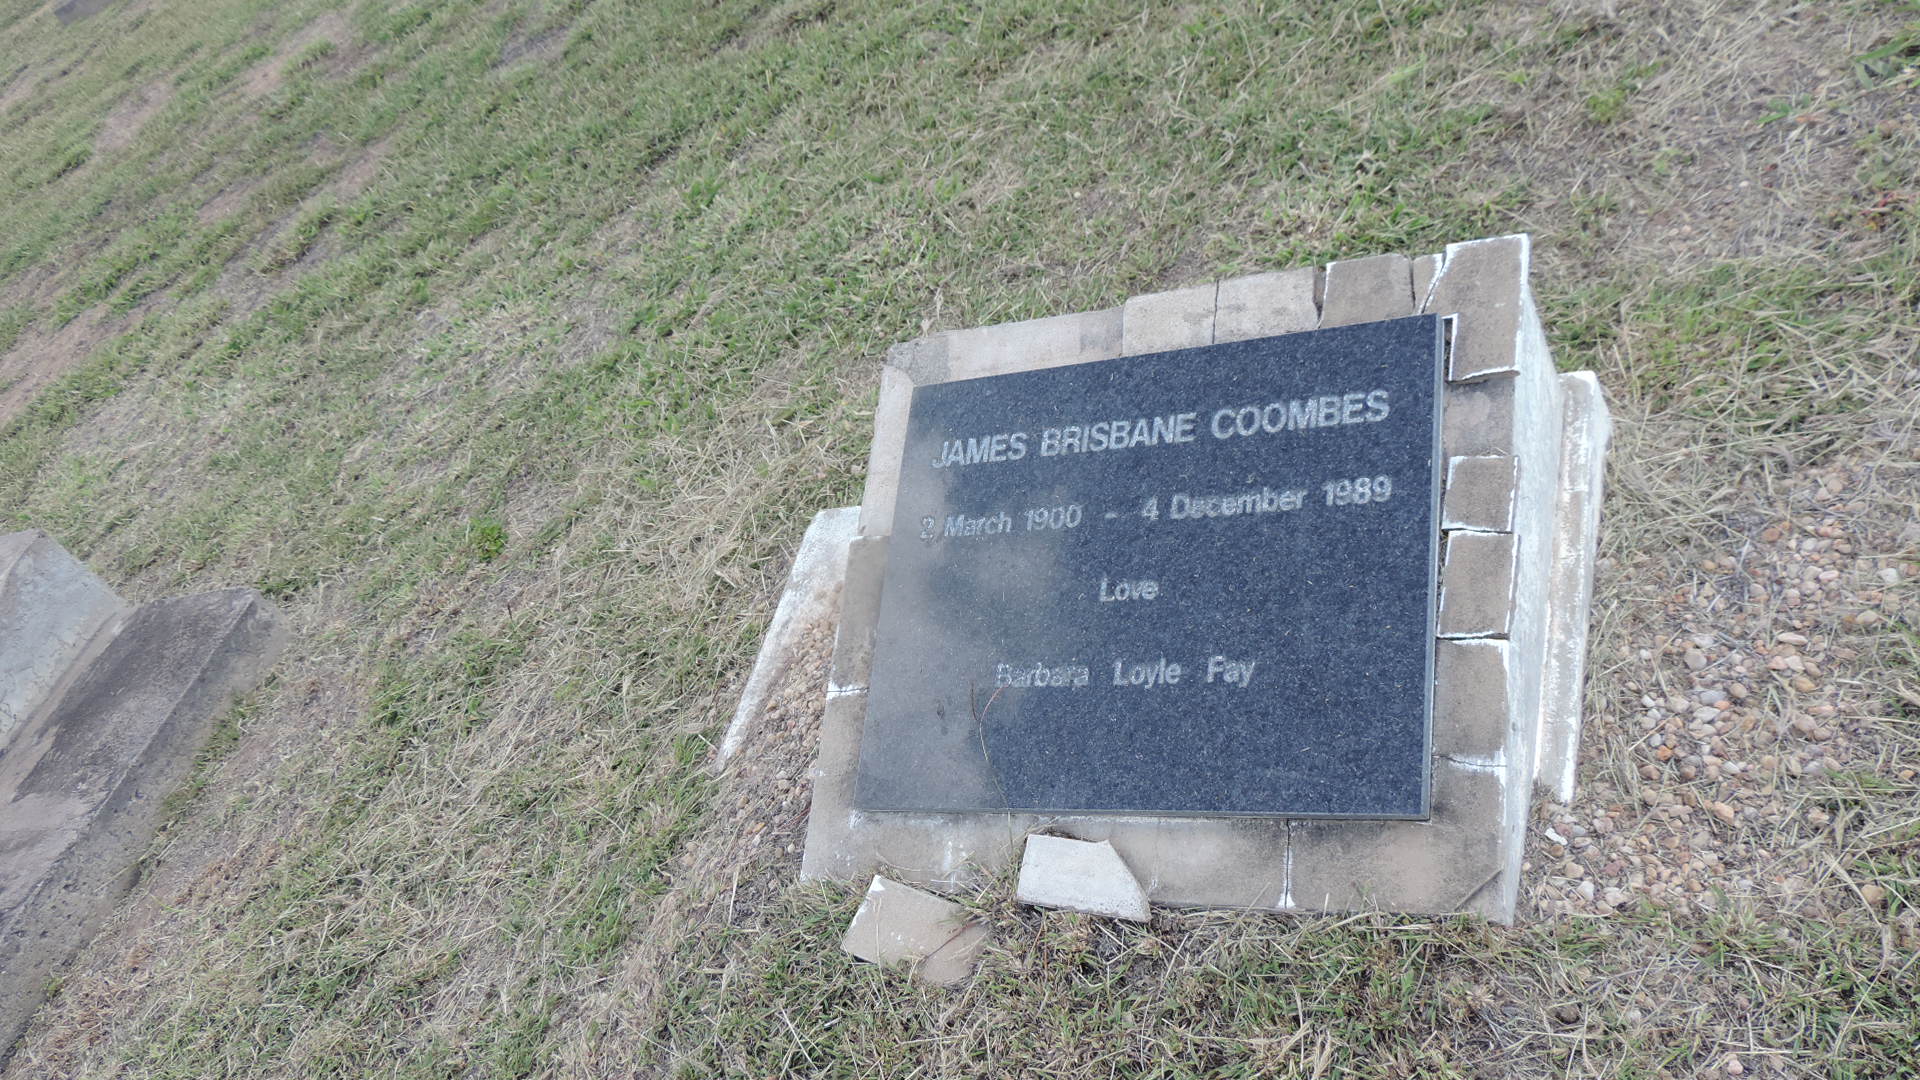 JAMES BRISBANE COOMBES
2 March 1900 - 4 December 1989
Love
Barbara Loyle Fay